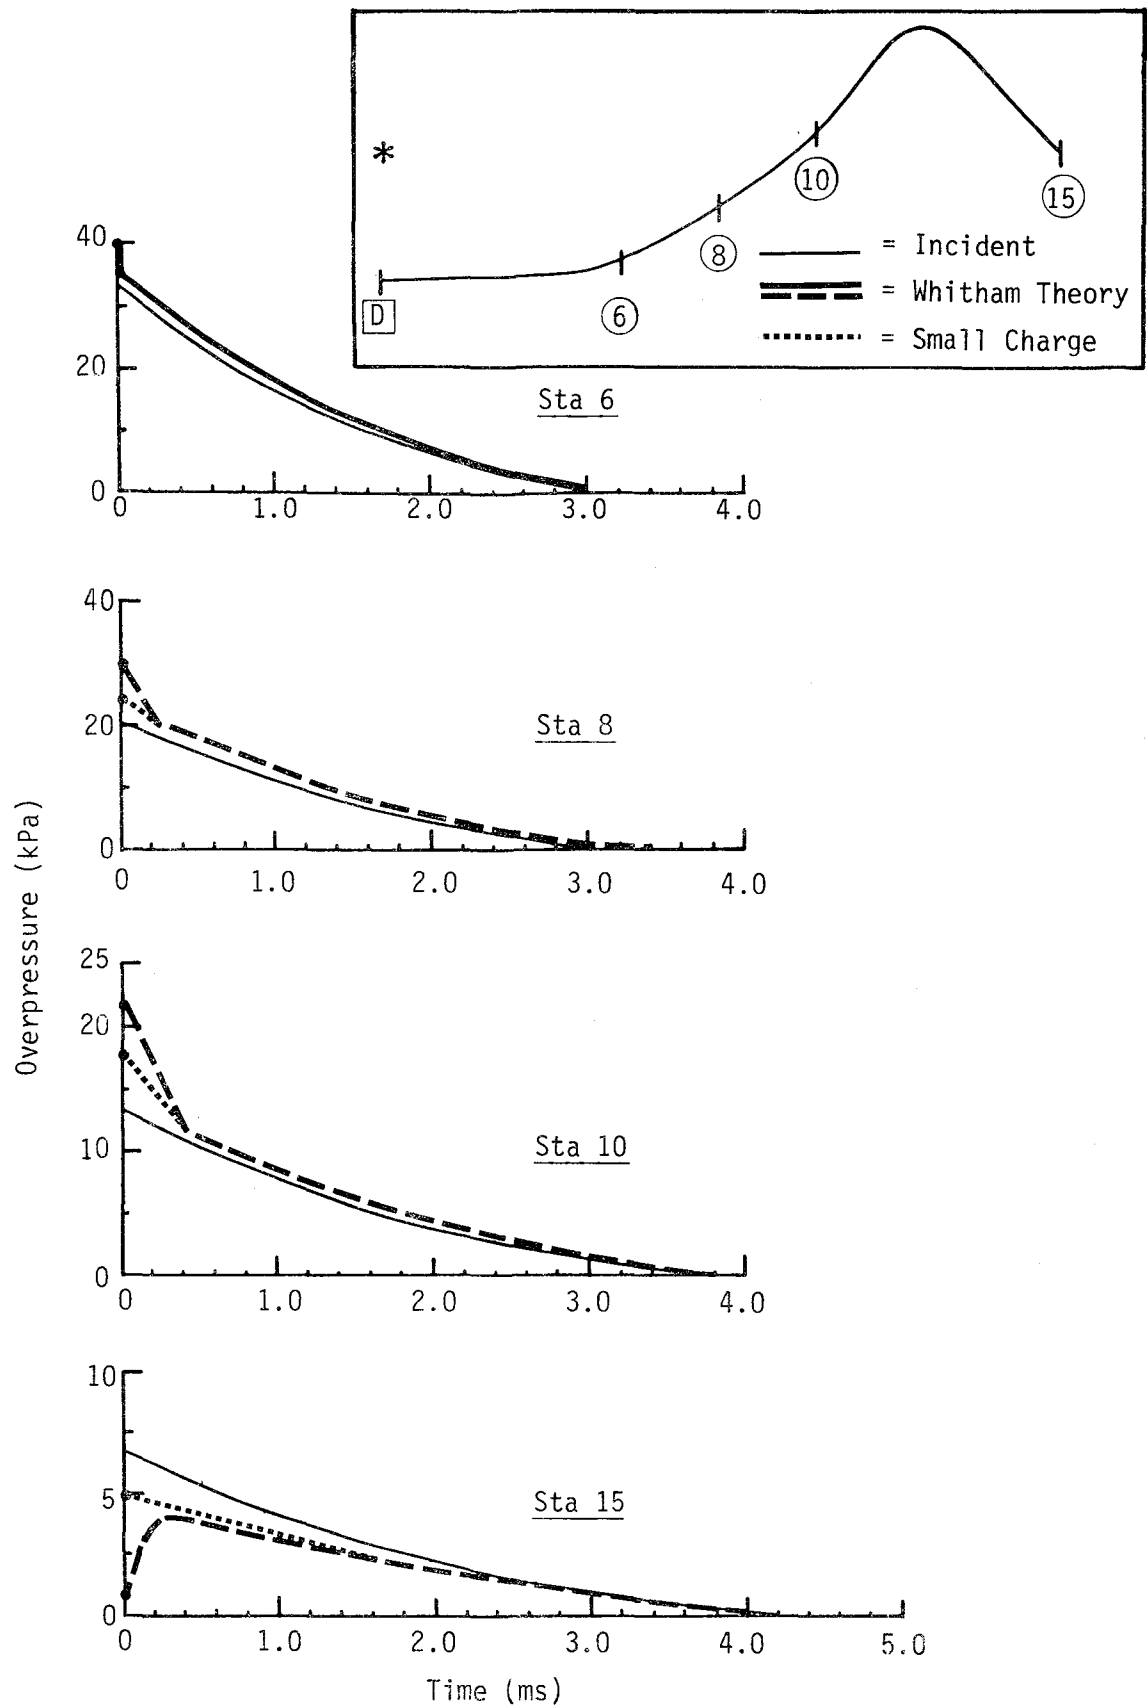 *
D
6
8
10
15
= Incident
= Whitham Theory
= Small Charge
Overpressure (kPa)
Sta 6
40
20
0
0 1.0 2.0 3.0 4.0
Sta 8
40
20
0
0 1.0 2.0 3.0 4.0
Sta 10
25
20
10
0
0 1.0 2.0 3.0 4.0
Sta 15
10
5
0
0 1.0 2.0 3.0 4.0 5.0
Time (ms)